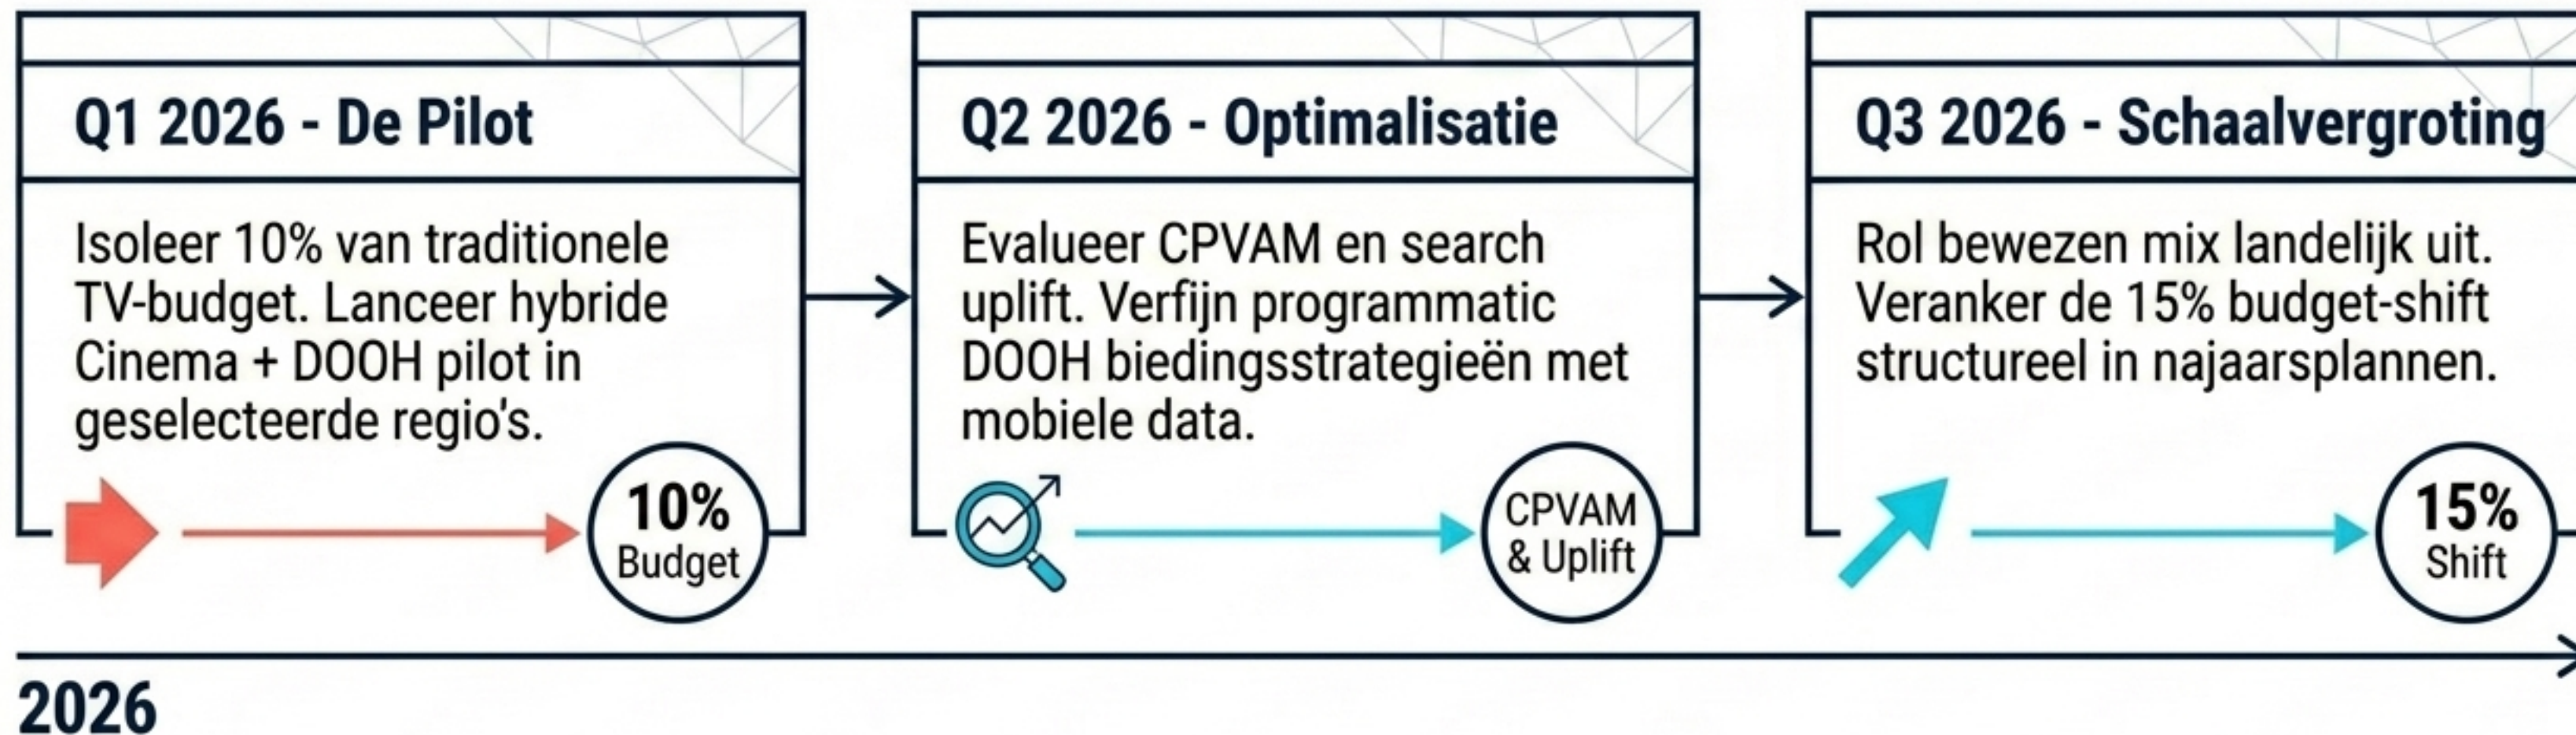 Q1 2026 - De Pilot
Isoleer 10% van traditionele
TV-budget. Lanceer hybride
Cinema + DOOH pilot in
geselecteerde regio's.
10%
Budget
Q2 2026 - Optimalisatie
Evalueer CPVAM en search
uplift. Verfijn programmatic
DOOH biedingsstrategieën met
mobiele data.
CPVAM
& Uplift
Q3 2026 - Schaalvergroting
Rol bewezen mix landelijk uit.
Veranker de 15% budget-shift
structureel in najaarsplannen.
15%
Shift
2026